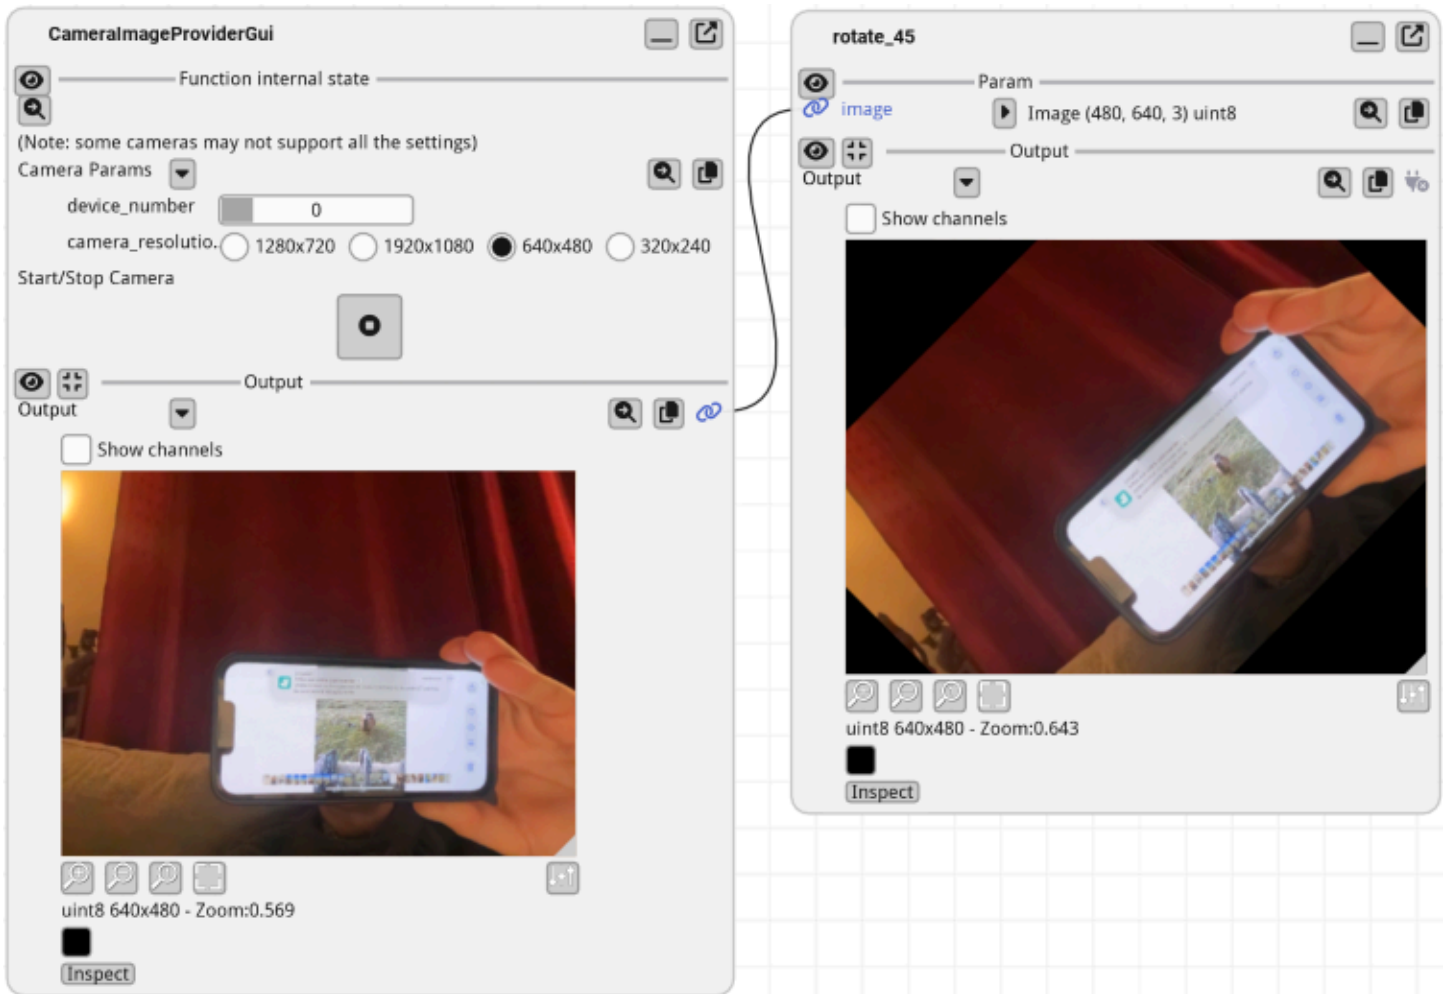 CameraImageProviderGui
Function internal state
(Note: some cameras may not support all the settings)
Camera Params
device_number 0
camera_resolutio. 1280x720 1920x1080 640x480 320x240
Start/Stop Camera
Output
Output
Show channels
uint8 640x480 - Zoom:0.569
Inspect
rotate_45
Param
image Image (480, 640, 3) uint8
Output
Output
Show channels
uint8 640x480 - Zoom:0.643
Inspect